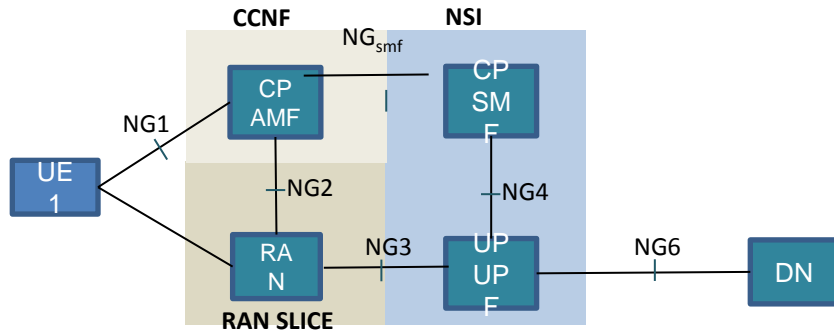 CCNF
NSI
NGsmf
CP
AMF
CP
SM
F
NG1
UE
1
NG2
NG4
RA
N
NG3
UP
UP
F
NG6
DN
RAN SLICE